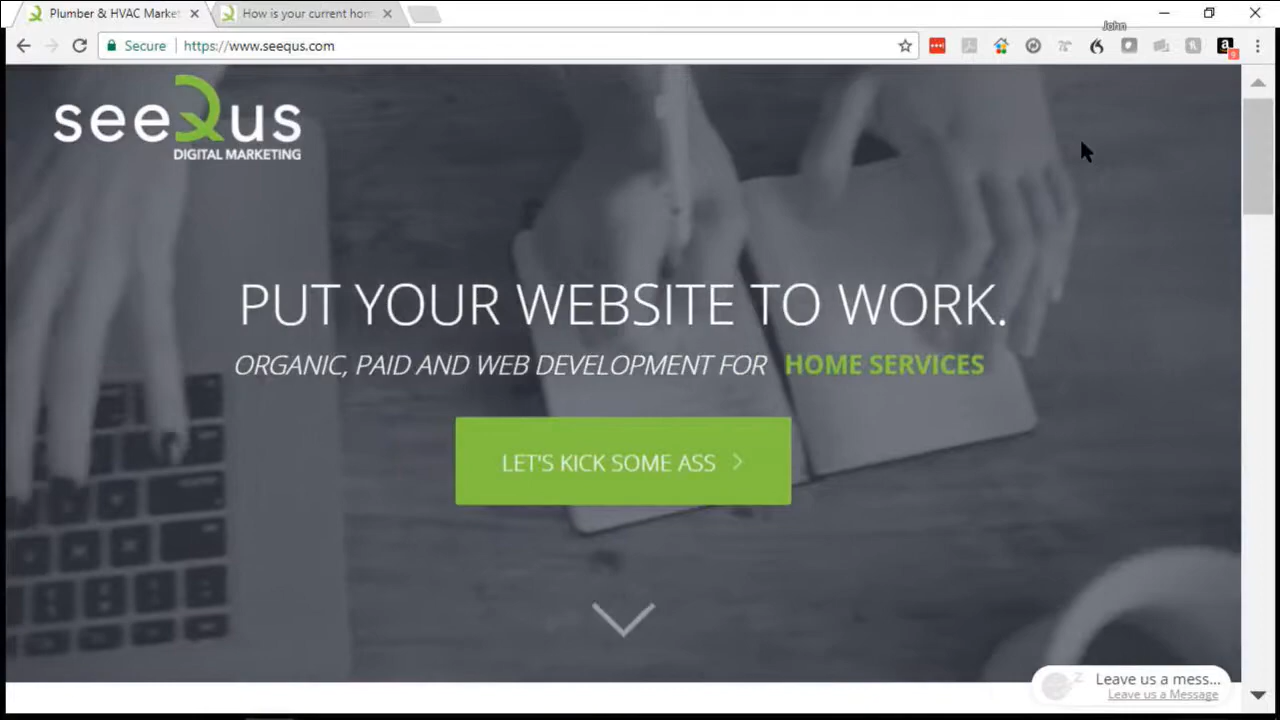 Plumber & HVAC Market
How is your current hom
John
Secure
https://www.seequs.com
9
seeQus
DIGITAL MARKETING
PUT YOUR WEBSITE TO WORK.
ORGANIC, PAID AND WEB DEVELOPMENT FOR HOME SERVICES
LET'S KICK SOME ASS
Leave us a mess...
Leave us a Message